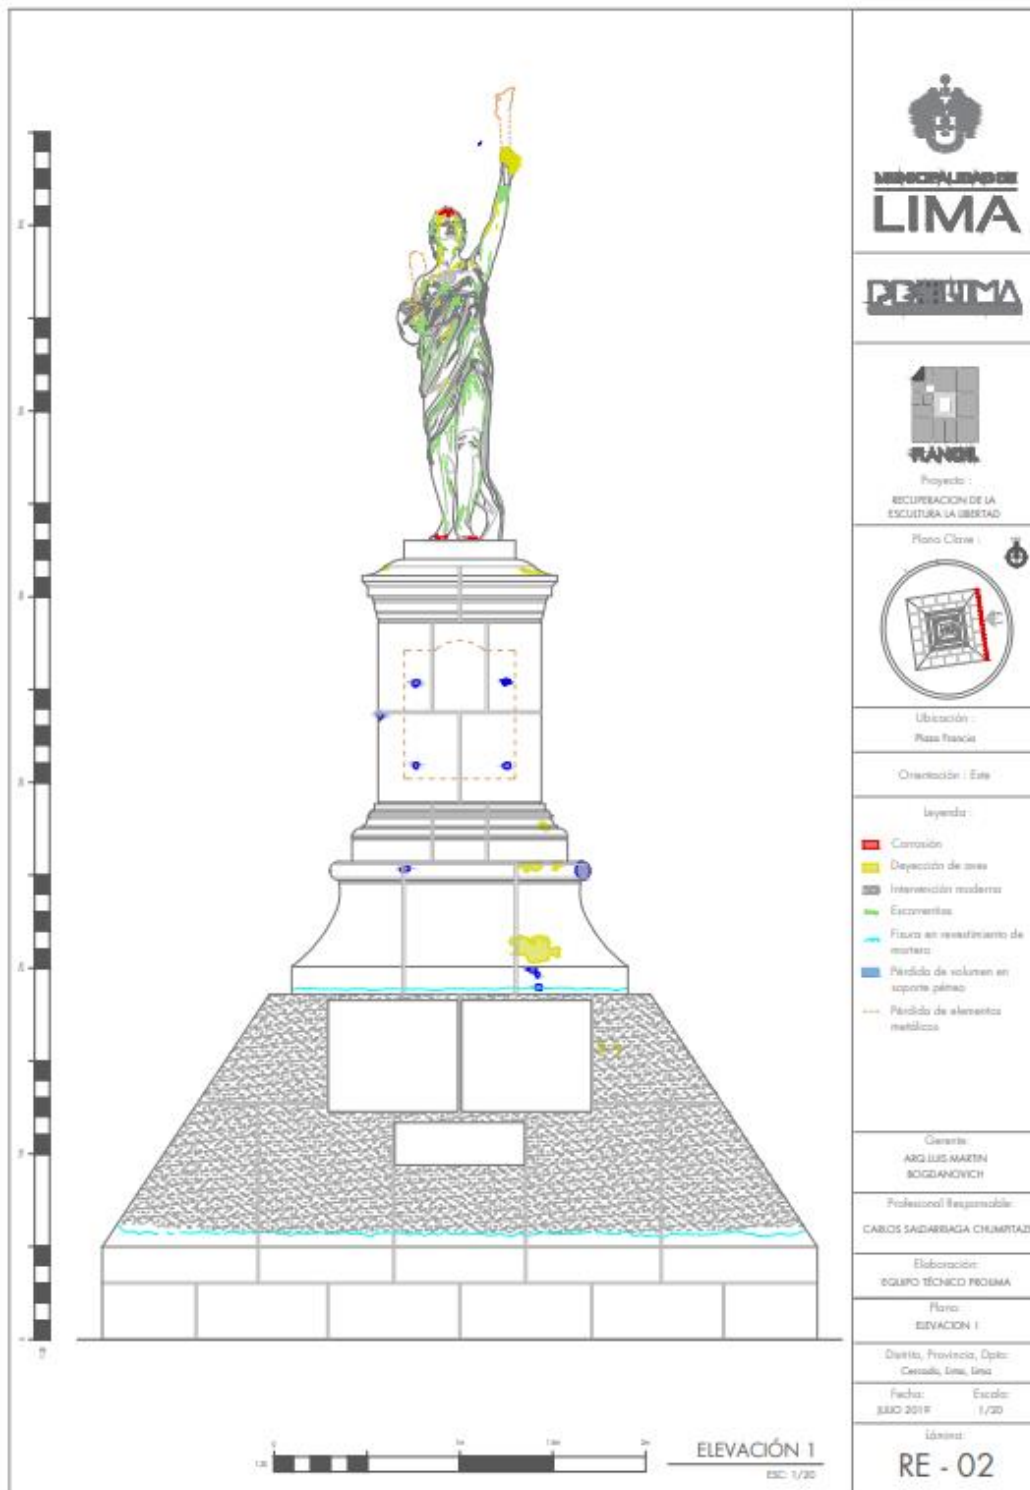 MUNICIPALIDAD DE
LIMA
PROLIMA
Proyecto :
RECUPERACION DE LA
ESCULTURA LA LIBERTAD
Plano Clave :
Ubicación :
Plaza Francia
Orientación : Este
Leyenda :
Corrosión
Deyección de aves
Intervención moderna
Escorrentías
Fisura en revestimiento de
mortero
Pérdida de volumen en
soporte pétreo
Pérdida de elementos
metálicos
Gerente:
ARQ.LUIS MARTIN
BOGDANOVICH
Profesional Responsable:
CARLOS SALDARRIAGA CHUMPITAZ
Elaboración:
EQUIPO TÉCNICO PROLIMA
Plano:
ELEVACION 1
Distrito, Provincia, Dpto:
Cercado, Lima, Lima
Fecha: Escala:
JULIO 2019 1/20
Lámina:
RE - 02
ELEVACIÓN 1
ESC: 1/20